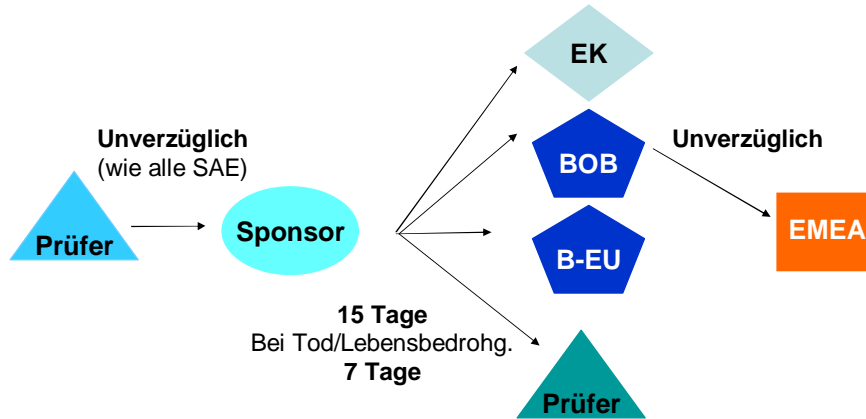 EK
Unverzüglich
(wie alle SAE)
Unverzüglich
BOB
Prüfer
Sponsor
EMEA
B-EU
15 Tage
Bei Tod/Lebensbedrohg.
7 Tage
Prüfer